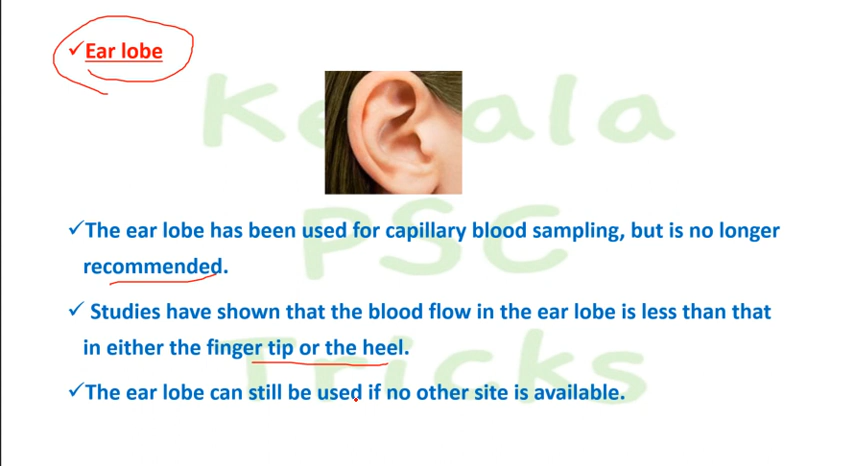 ✓Ear lobe
Kerala
PSC
Tricks
✓The ear lobe has been used for capillary blood sampling, but is no longer
recommended.
✓ Studies have shown that the blood flow in the ear lobe is less than that
in either the finger tip or the heel.
✓The ear lobe can still be used if no other site is available.